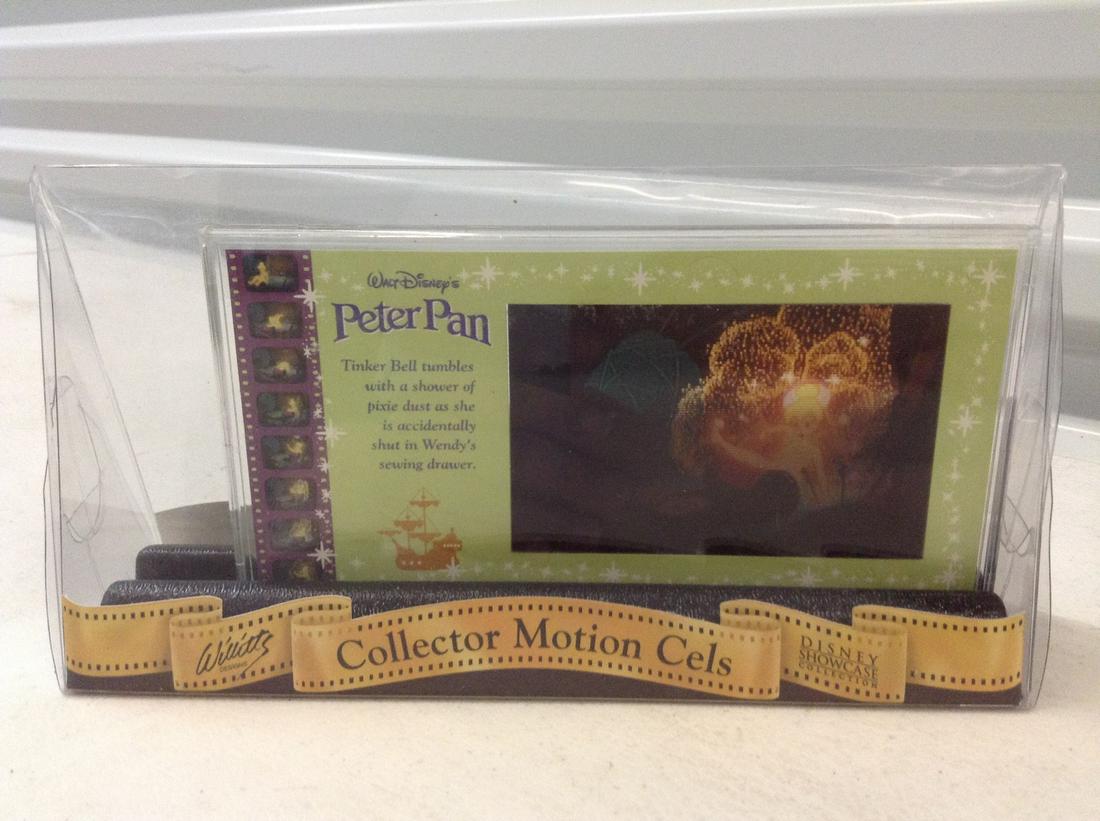 Walt Disney's
Peter Pan
Tinker Bell tumbles
with a shower of
pixie dust as she
is accidentally
shut in Wendy's
sewing drawer.
Willitts
DESIGNS
Collector Motion Cels
DISNEY
SHOWCASE
COLLECTION